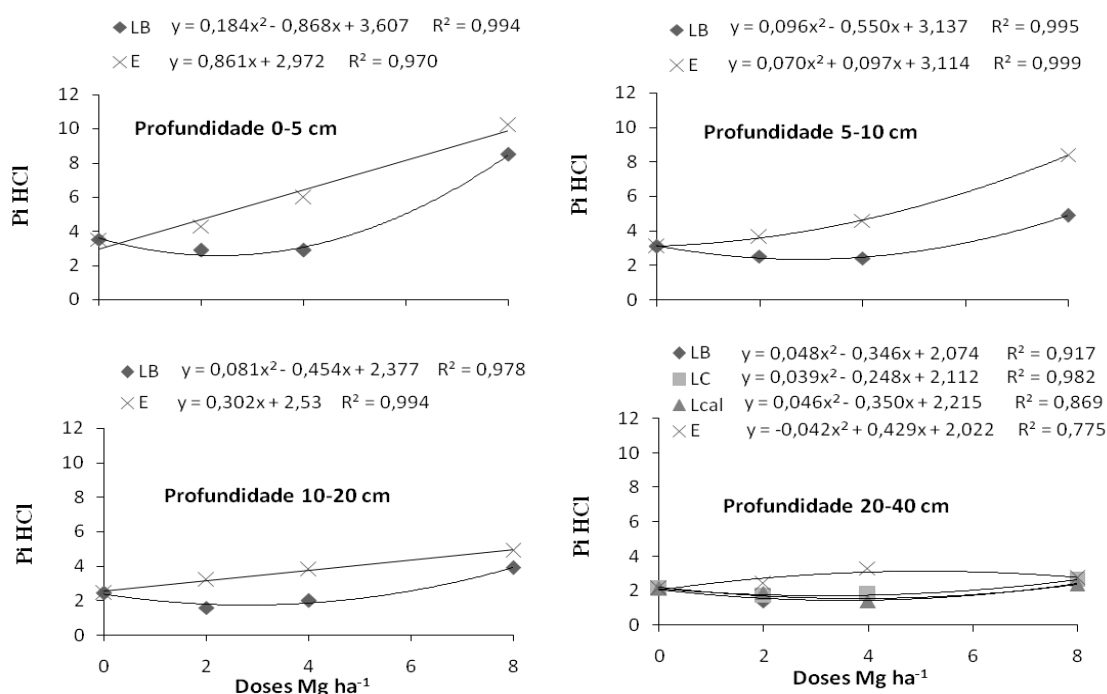 LB y = 0,184x² - 0,868x + 3,607 R² = 0,994
E y = 0,861x + 2,972 R² = 0,970
12
10
8
6
4
2
0
Pi HCl
Profundidade 0-5 cm
LB y = 0,096x² - 0,550x + 3,137 R² = 0,995
E y = 0,070x² + 0,097x + 3,114 R² = 0,999
12
10
8
6
4
2
0
Pi HCl
Profundidade 5-10 cm
LB y = 0,081x² - 0,454x + 2,377 R² = 0,978
E y = 0,302x + 2,53 R² = 0,994
12
10
8
6
4
2
0
Pi HCl
Profundidade 10-20 cm
0 2 4 6 8
Doses Mg ha⁻¹
LB y = 0,048x² - 0,346x + 2,074 R² = 0,917
LC y = 0,039x² - 0,248x + 2,112 R² = 0,982
Lcal y = 0,046x² - 0,350x + 2,215 R² = 0,869
E y = -0,042x² + 0,429x + 2,022 R² = 0,775
12
10
8
6
4
2
0
Pi HCl
Profundidade 20-40 cm
0 2 4 6 8
Doses Mg ha⁻¹